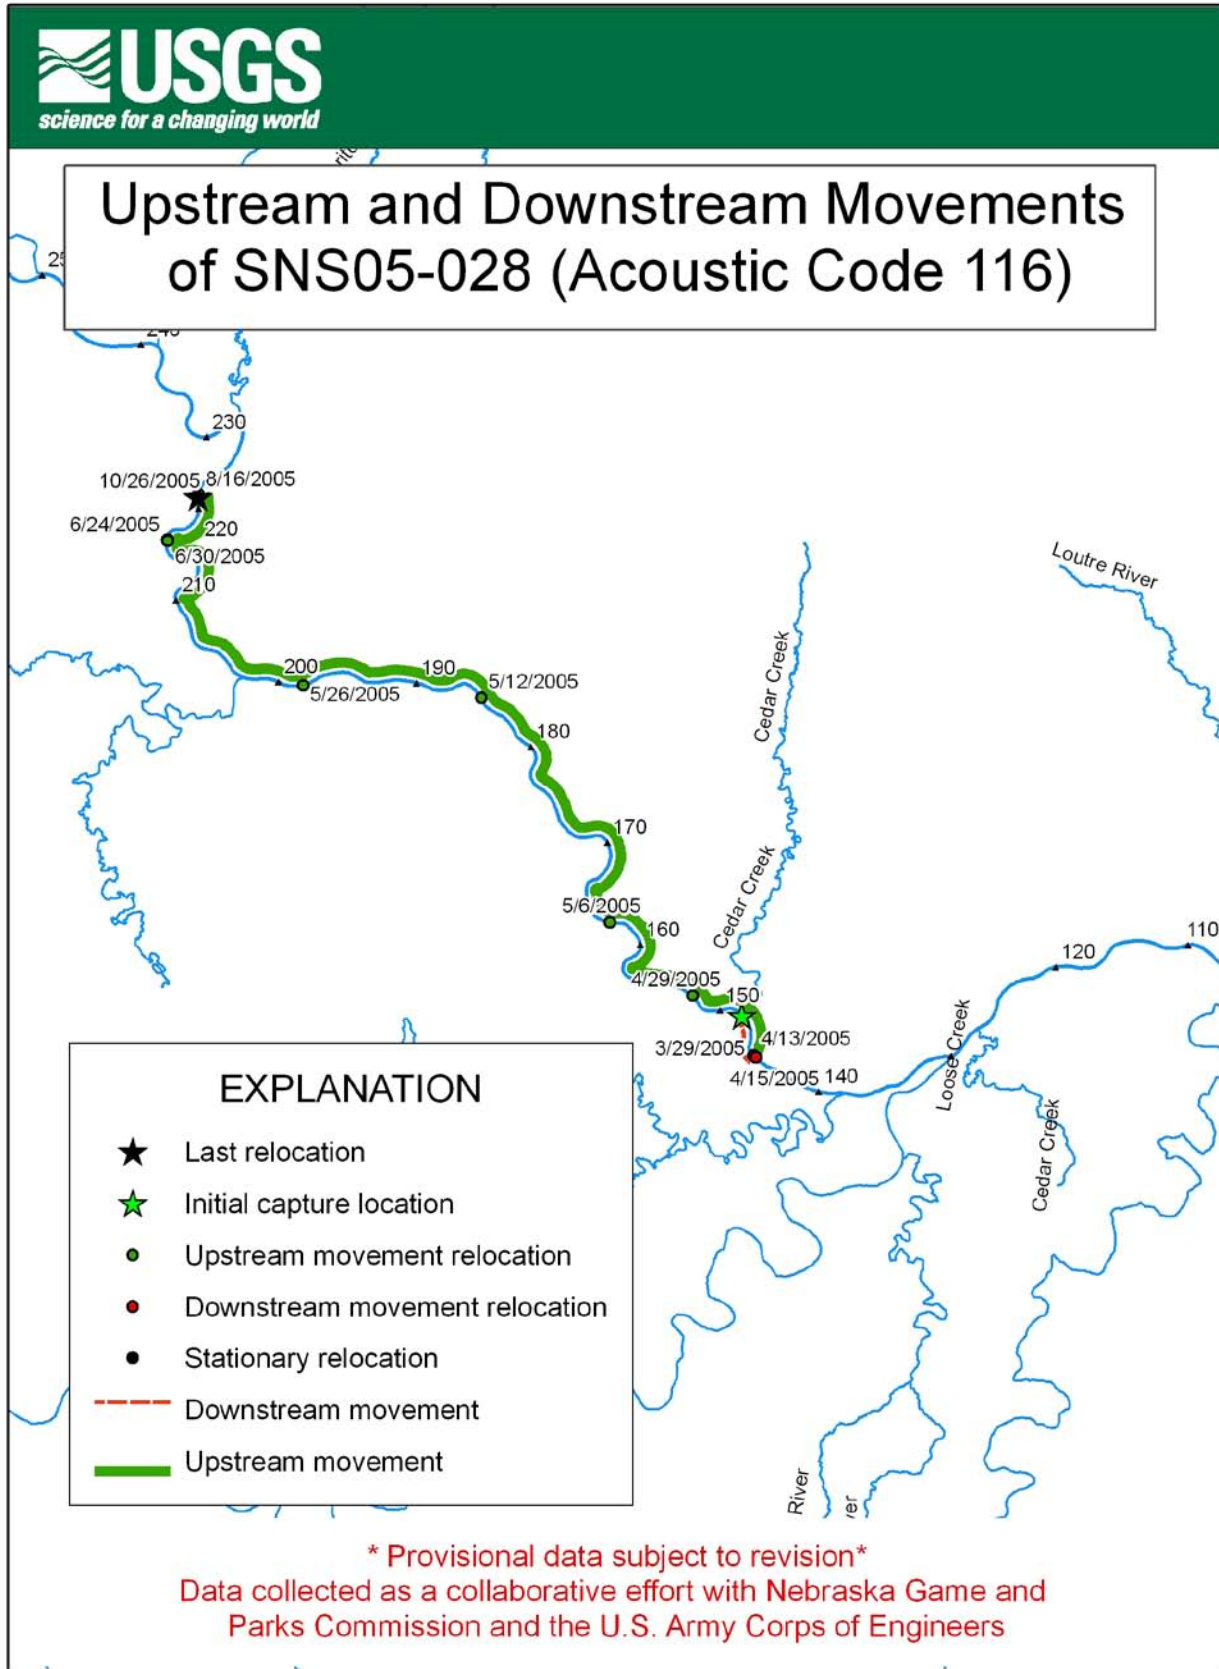 USGS
science for a changing world
Upstream and Downstream Movements
of SNS05-028 (Acoustic Code 116)
230
10/26/2005
8/16/2005
6/24/2005
220
6/30/2005
210
200
190
5/12/2005
5/26/2005
180
170
5/6/2005
160
4/29/2005
150
3/29/2005
4/13/2005
4/15/2005
140
120
110
Loutre River
Cedar Creek
Cedar Creek
Loose Creek
Cedar Creek
River
EXPLANATION
Last relocation
Initial capture location
Upstream movement relocation
Downstream movement relocation
Stationary relocation
Downstream movement
Upstream movement
* Provisional data subject to revision*
Data collected as a collaborative effort with Nebraska Game and
Parks Commission and the U.S. Army Corps of Engineers